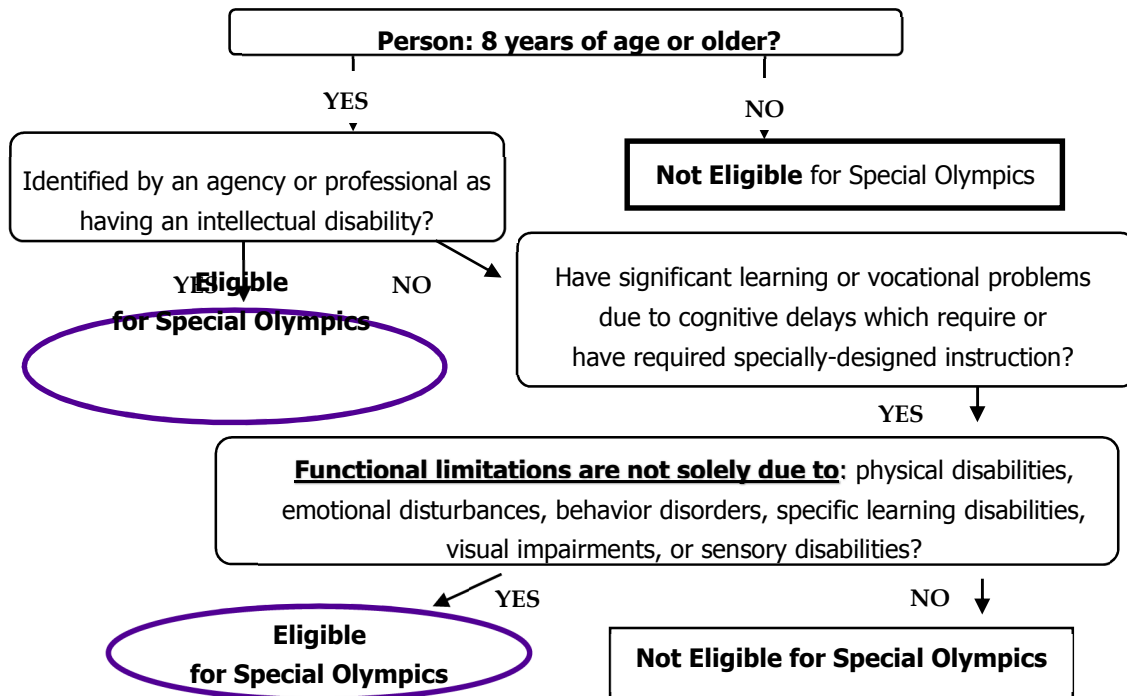 Person: 8 years of age or older?
YES
NO
Identified by an agency or professional as
having an intellectual disability?
Not Eligible for Special Olympics
YES
NO
Eligible
for Special Olympics
Have significant learning or vocational problems
due to cognitive delays which require or
have required specially-designed instruction?
YES
Functional limitations are not solely due to: physical disabilities,
emotional disturbances, behavior disorders, specific learning disabilities,
visual impairments, or sensory disabilities?
YES
NO
Eligible
for Special Olympics
Not Eligible for Special Olympics